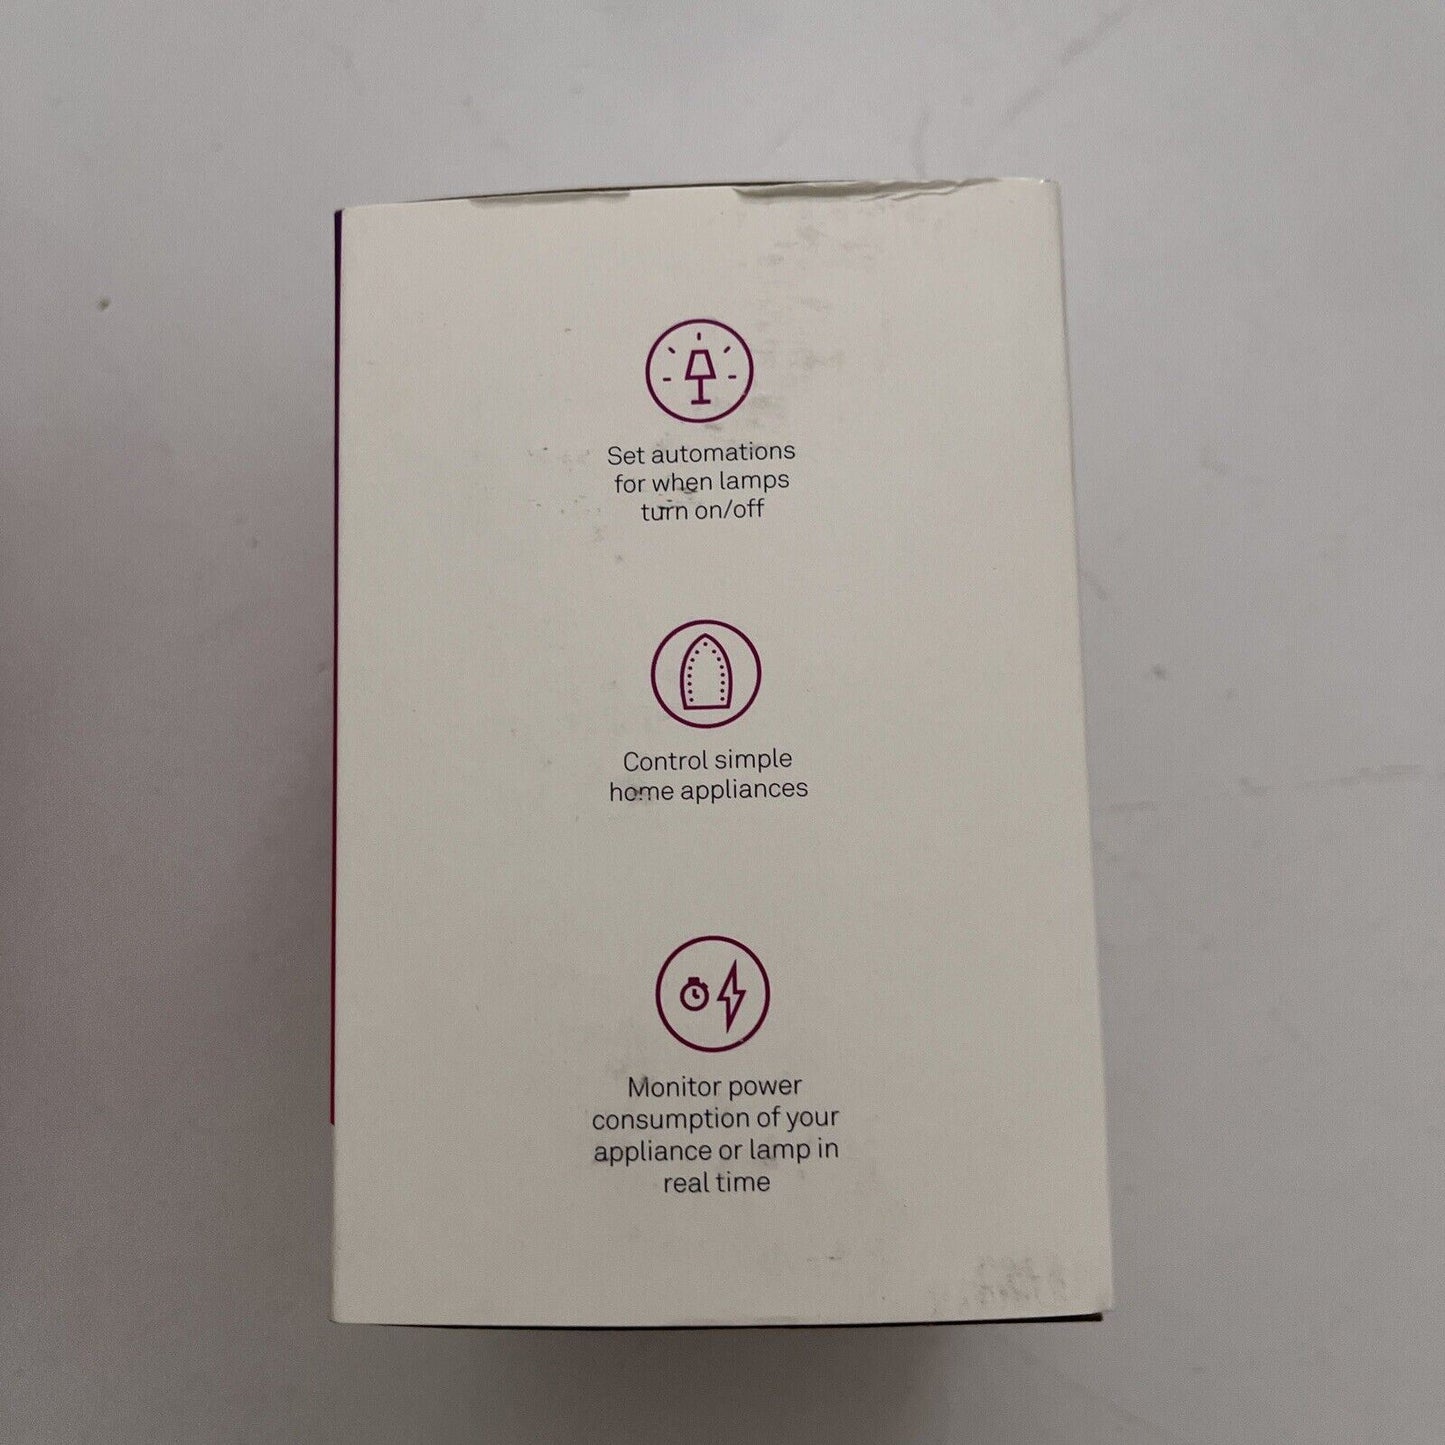 Set automations
for when lamps
turn on/off
Control simple
home appliances
Monitor power
consumption of your
appliance or lamp in
real time